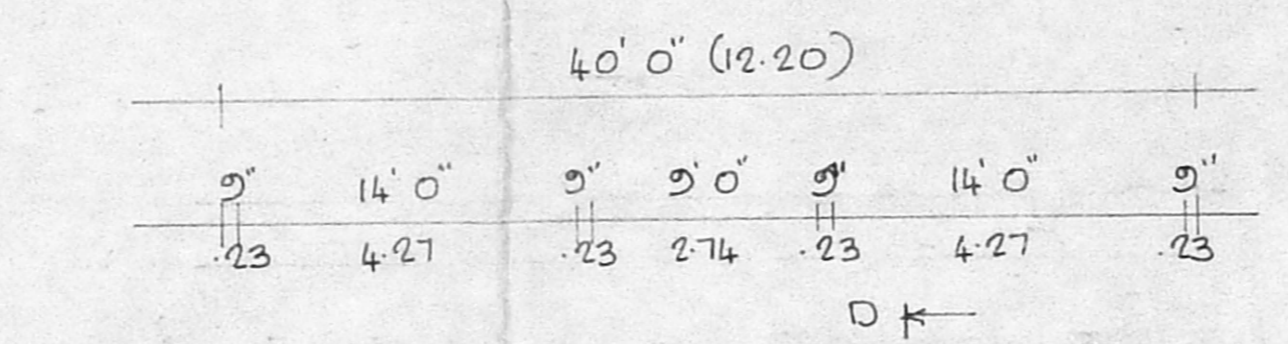 40' 0" (12.20)
9" 14' 0" 9" 9' 0" 9" 14' 0" 9"
.23 4.27 .23 2.74 .23 4.27 .23
D